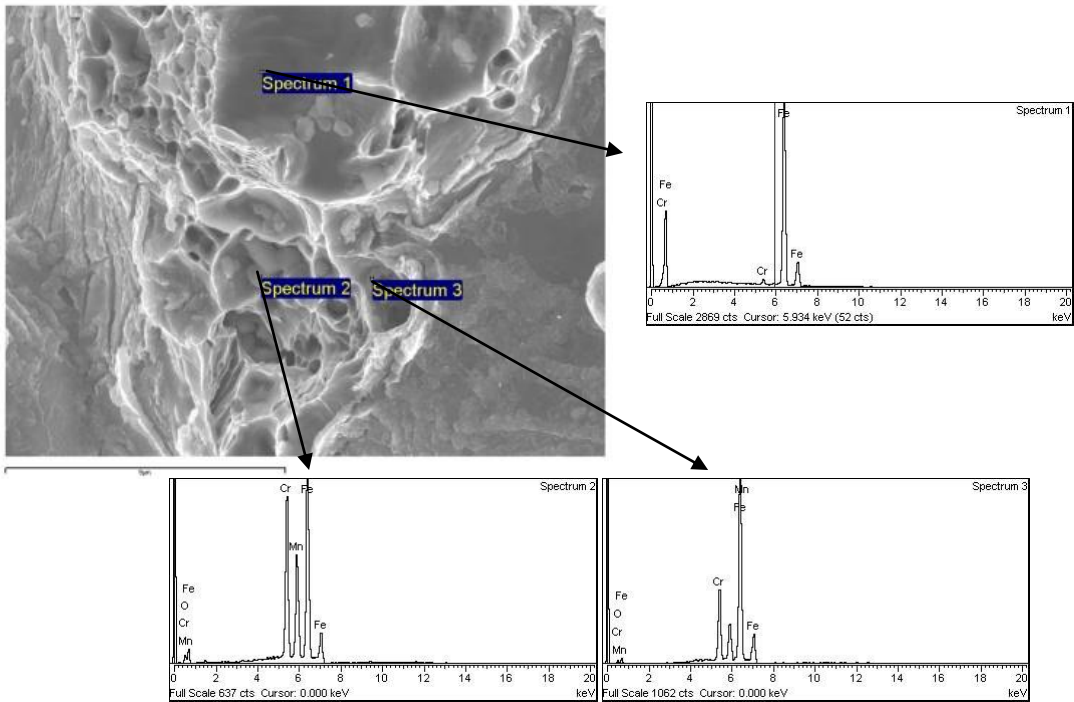 Spectrum 1
Spectrum 2
Spectrum 3
Spectrum 1
Fe
Fe
Cr
Cr
Fe
0 2 4 6 8 10 12 14 16 18 20
Full Scale 2869 cts Cursor: 5.934 keV (52 cts) keV
Spectrum 2
Cr Fe
Mn
Fe
O
Cr
Fe
Mn
0 2 4 6 8 10 12 14 16 18 20
Full Scale 637 cts Cursor: 0.000 keV keV
Spectrum 3
Mn
Fe
Cr
Fe
O
Cr
Fe
Mn
0 2 4 6 8 10 12 14 16 18 20
Full Scale 1062 cts Cursor: 0.000 keV keV